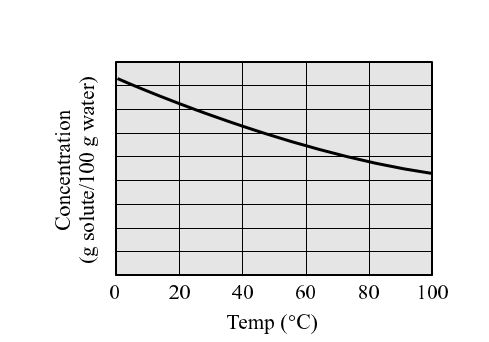 Concentration
(g solute/100 g water)
0 20 40 60 80 100
Temp (°C)